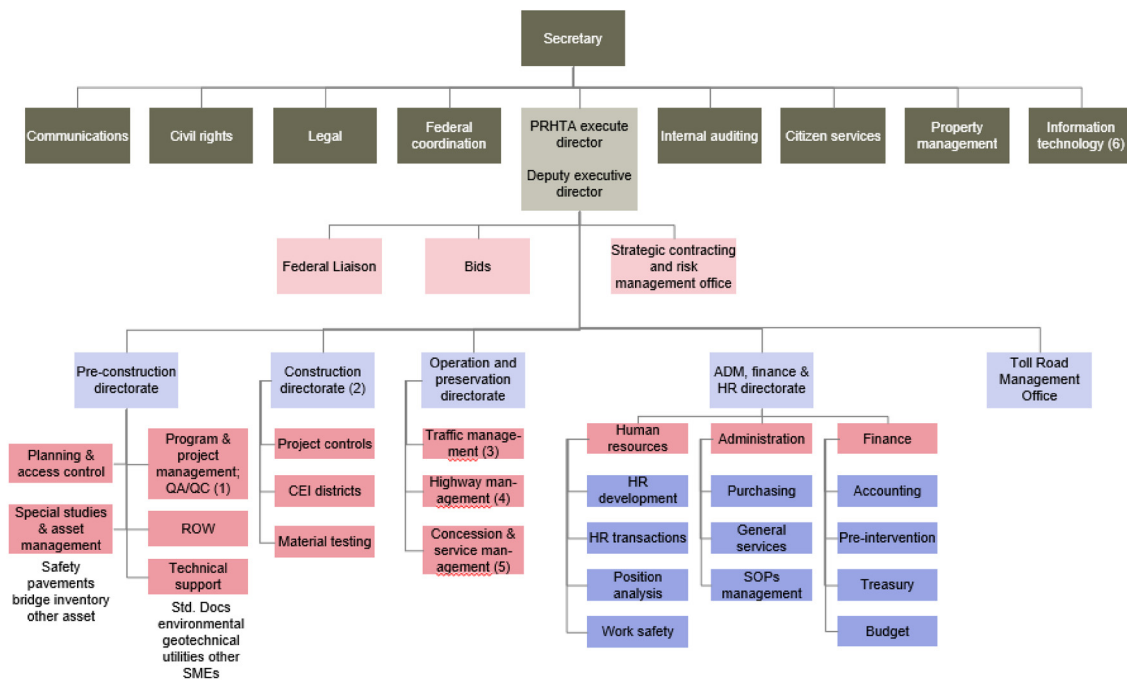 Secretary
Communications
Civil rights
Legal
Federal
coordination
PRHTA execute
director
Deputy executive
director
Internal auditing
Citizen services
Property
management
Information
technology (6)
Federal Liaison
Bids
Strategic contracting
and risk
management office
Pre-construction
directorate
Construction
directorate (2)
Operation and
preservation
directorate
ADM, finance &
HR directorate
Toll Road
Management
Office
Planning &
access control
Special studies
& asset
management
Safety
pavements
bridge inventory
other asset
Program &
project
management;
QA/QC (1)
ROW
Technical
support
Std. Docs
environmental
geotechnical
utilities other
SMEs
Project controls
CEI districts
Material testing
Traffic manage-
ment (3)
Highway man-
agement (4)
Concession &
service man-
agement (5)
Human
resources
HR
development
HR transactions
Position
analysis
Work safety
Administration
Purchasing
General
services
SOPs
management
Finance
Accounting
Pre-intervention
Treasury
Budget